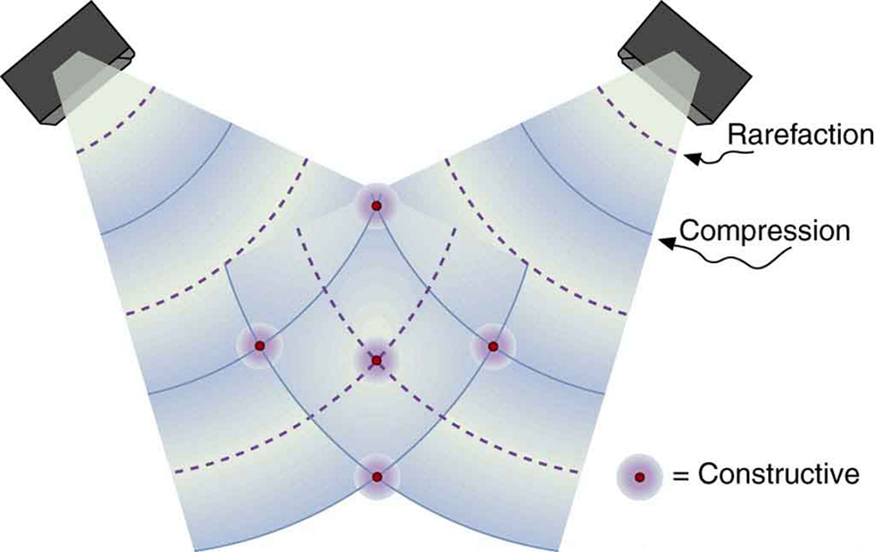 Rarefaction
Compression
= Constructive